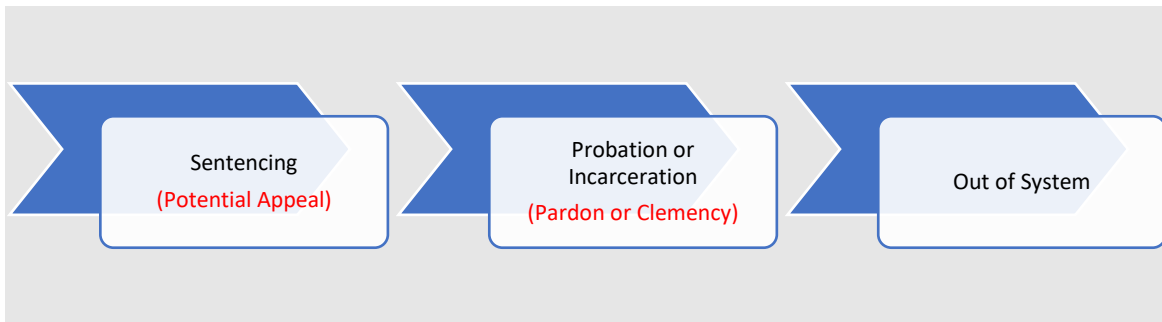 Sentencing
(Potential Appeal)
Probation or
Incarceration
(Pardon or Clemency)
Out of System